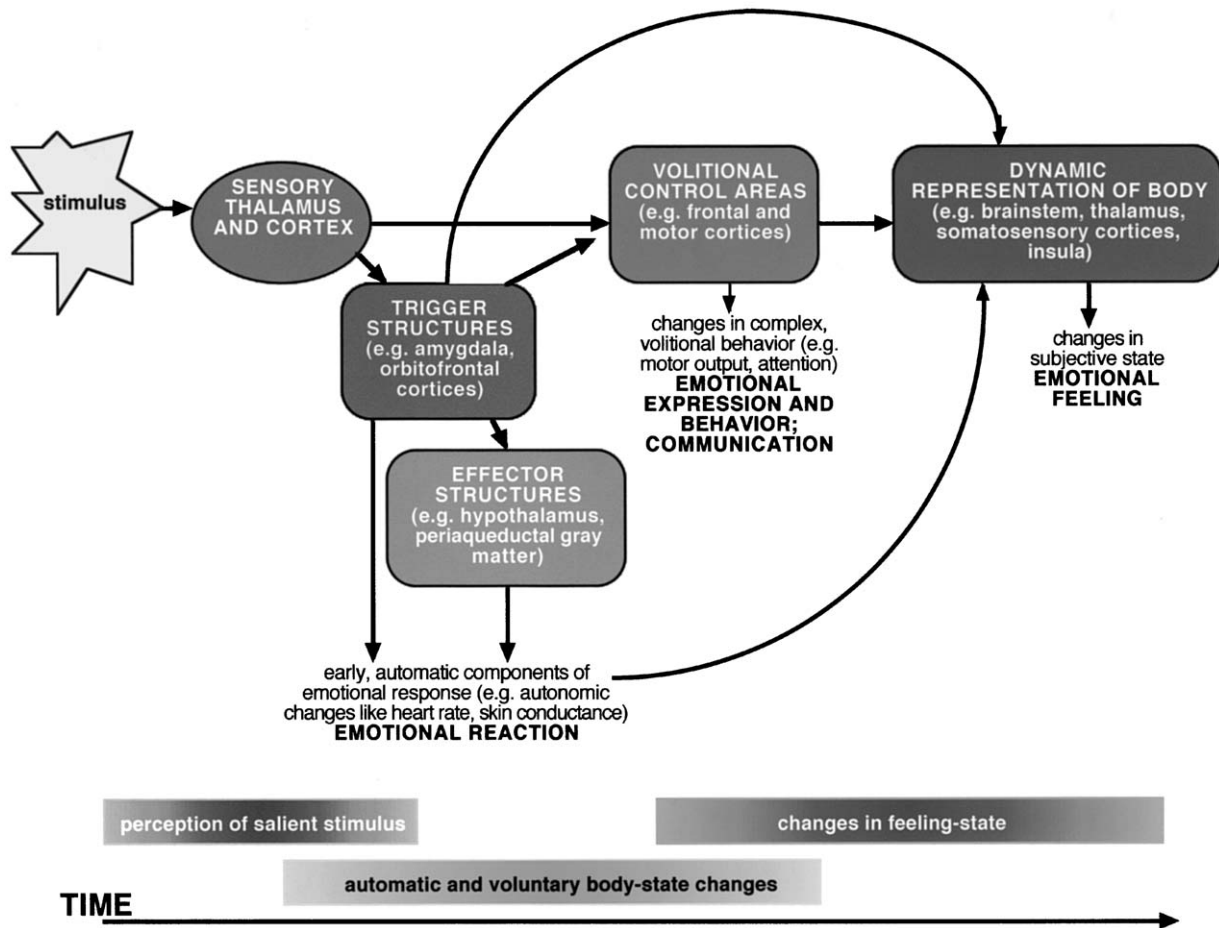 stimulus
SENSORY
THALAMUS
AND CORTEX
VOLITIONAL
CONTROL AREAS
(e.g. frontal and
motor cortices)
DYNAMIC
REPRESENTATION OF BODY
(e.g. brainstem, thalamus,
somatosensory cortices,
insula)
TRIGGER
STRUCTURES
(e.g. amygdala,
orbitofrontal
cortices)
changes in complex,
volitional behavior (e.g.
motor output, attention)
EMOTIONAL
EXPRESSION AND
BEHAVIOR;
COMMUNICATION
changes in
subjective state
EMOTIONAL
FEELING
EFFECTOR
STRUCTURES
(e.g. hypothalamus,
periaqueductal gray
matter)
early, automatic components of
emotional response (e.g. autonomic
changes like heart rate, skin conductance)
EMOTIONAL REACTION
perception of salient stimulus
changes in feeling-state
automatic and voluntary body-state changes
TIME